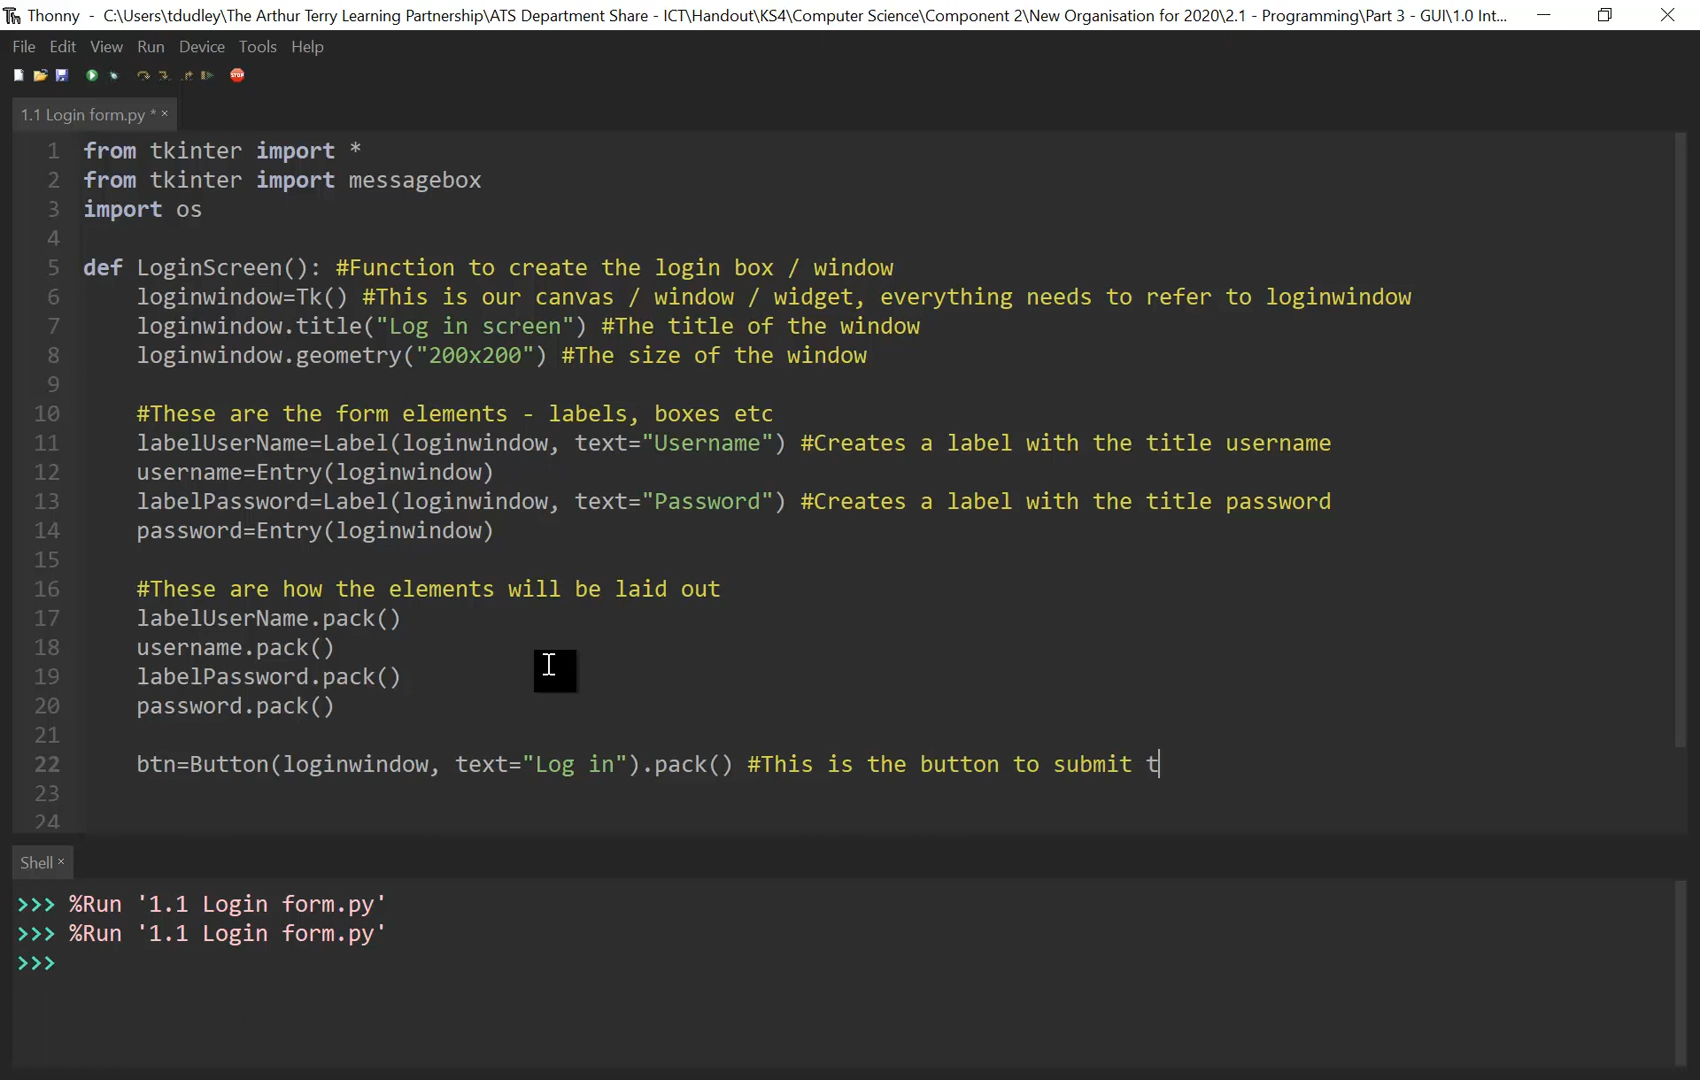 Th Thonny - C:\Users\tdudley\The Arthur Terry Learning Partnership\ATS Department Share - ICT\Handout\KS4\Computer Science\Component 2\New Organisation for 2020\2.1 - Programming\Part 3 - GUI\1.0 Int...
File Edit View Run Device Tools Help
STOP
1.1 Login form.py * ×
1 from tkinter import *
2 from tkinter import messagebox
3 import os
4
5 def LoginScreen(): #Function to create the login box / window
6     loginwindow=Tk() #This is our canvas / window / widget, everything needs to refer to loginwindow
7     loginwindow.title("Log in screen") #The title of the window
8     loginwindow.geometry("200x200") #The size of the window
9
10     #These are the form elements - labels, boxes etc
11     labelUserName=Label(loginwindow, text="Username") #Creates a label with the title username
12     username=Entry(loginwindow)
13     labelPassword=Label(loginwindow, text="Password") #Creates a label with the title password
14     password=Entry(loginwindow)
15
16     #These are how the elements will be laid out
17     labelUserName.pack()
18     username.pack()
19     labelPassword.pack()
20     password.pack()
21
22     btn=Button(loginwindow, text="Log in").pack() #This is the button to submit t
23
24
Shell ×
>>> %Run '1.1 Login form.py'
>>> %Run '1.1 Login form.py'
>>>